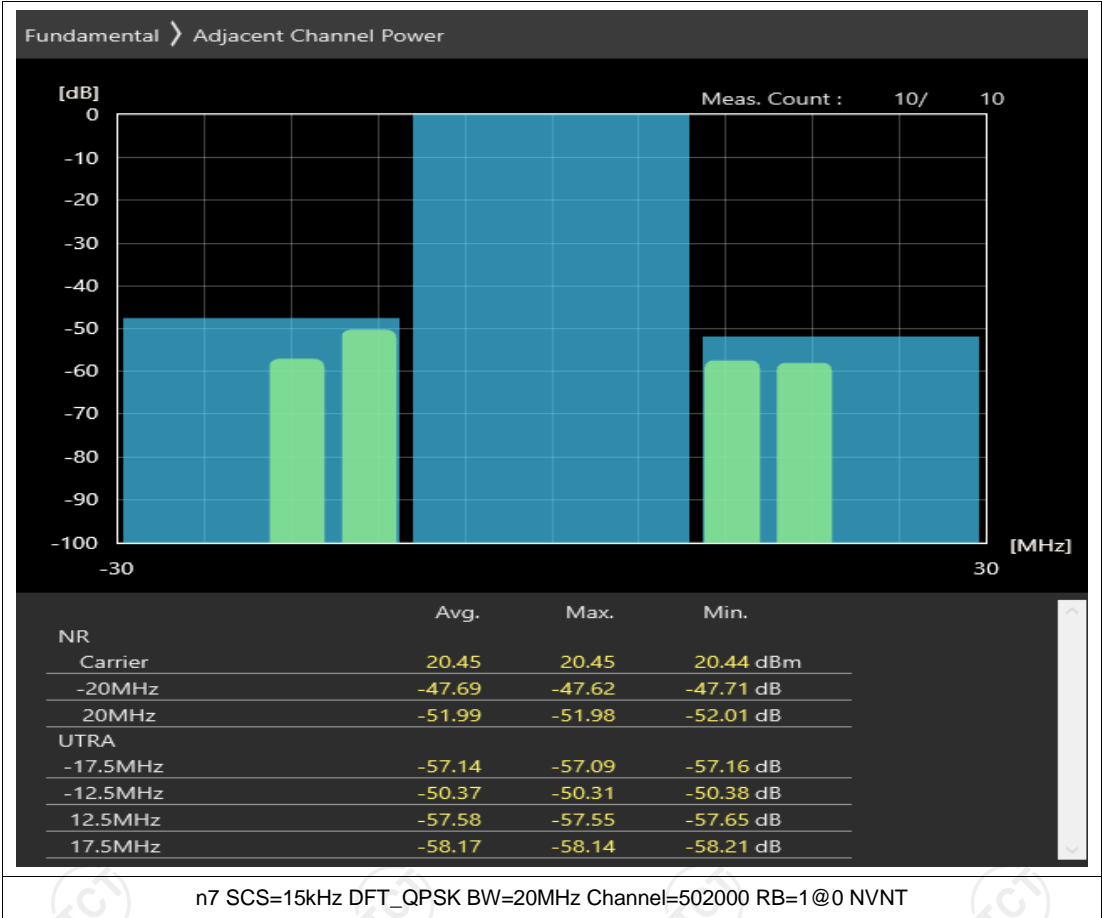 Fundamental ❯ Adjacent Channel Power
[dB]
Meas. Count : 10/ 10
0
-10
-20
-30
-40
-50
-60
-70
-80
-90
-100
[MHz]
-30 30
Avg. Max. Min.
NR
Carrier 20.45 20.45 20.44 dBm
-20MHz -47.69 -47.62 -47.71 dB
20MHz -51.99 -51.98 -52.01 dB
UTRA
-17.5MHz -57.14 -57.09 -57.16 dB
-12.5MHz -50.37 -50.31 -50.38 dB
12.5MHz -57.58 -57.55 -57.65 dB
17.5MHz -58.17 -58.14 -58.21 dB
n7 SCS=15kHz DFT_QPSK BW=20MHz Channel=502000 RB=1@0 NVNT
TCT TCT TCT TCT